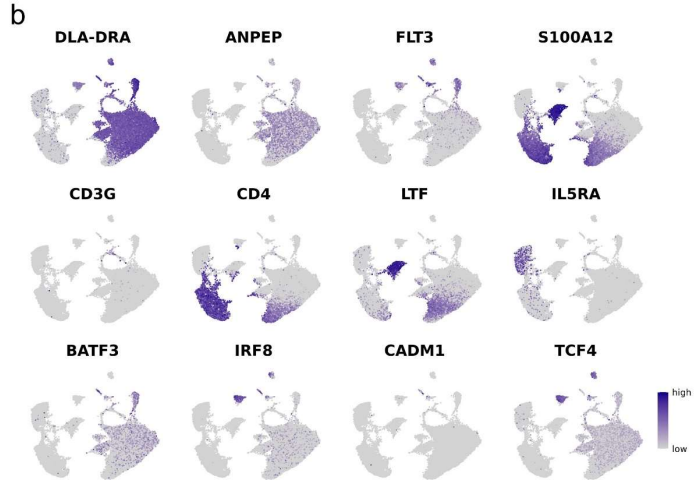 b
DLA-DRA ANPEP FLT3 S100A12
CD3G CD4 LTF IL5RA
BATF3 IRF8 CADM1 TCF4
high
low